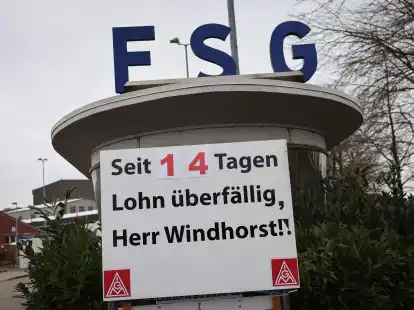 FSG
Seit 14 Tagen
Lohn überfällig,
Herr Windhorst!!